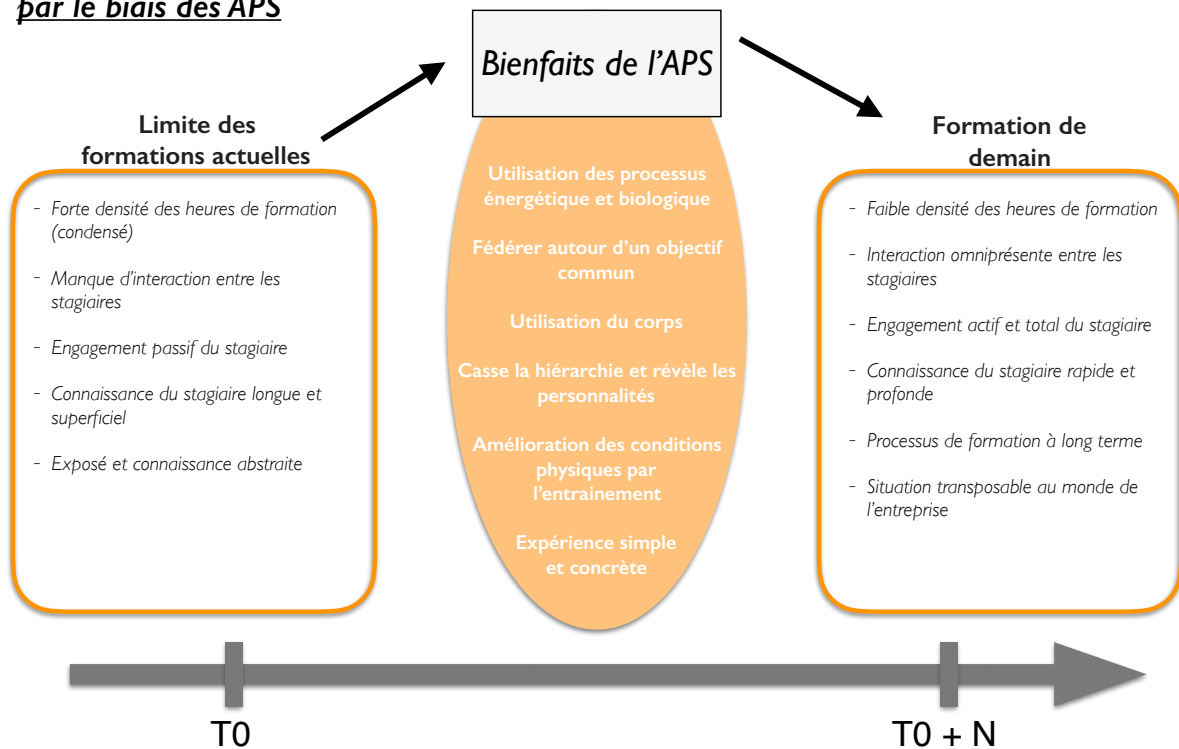 par le biais des APS
Bienfaits de l'APS
Limite des
formations actuelles
- Forte densité des heures de formation
(condensé)
- Manque d'interaction entre les
stagiaires
- Engagement passif du stagiaire
- Connaissance du stagiaire longue et
superficiel
- Exposé et connaissance abstraite
Utilisation des processus
énergétique et biologique
Fédérer autour d'un objectif
commun
Utilisation du corps
Casse la hiérarchie et révèle les
personnalités
Amélioration des conditions
physiques par
l'entrainement
Expérience simple
et concrète
Formation de
demain
- Faible densité des heures de formation
- Interaction omniprésente entre les
stagiaires
- Engagement actif et total du stagiaire
- Connaissance du stagiaire rapide et
profonde
- Processus de formation à long terme
- Situation transposable au monde de
l'entreprise
T0
T0 + N